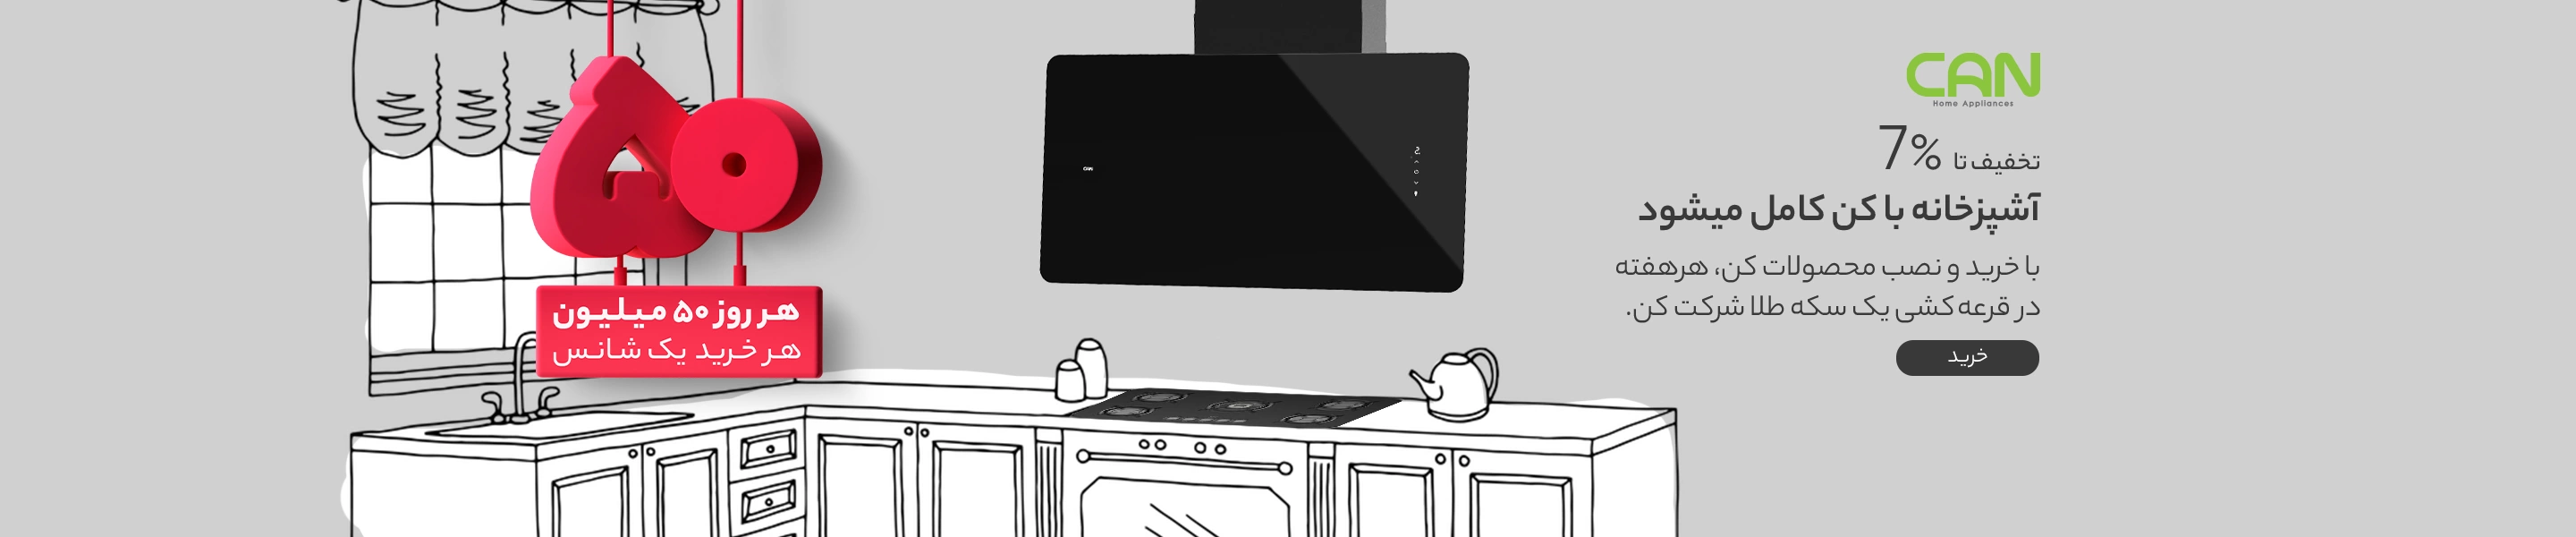 CAN
Home Appliances
تخفیف تا 7%
آشپزخانه با کن کامل میشود
با خرید و نصب محصولات کن، هرهفته
در قرعه کشی یک سکه طلا شرکت کن.
خرید
۵۰
هر روز ۵۰ میلیون
هر خرید یک شانس
CAN